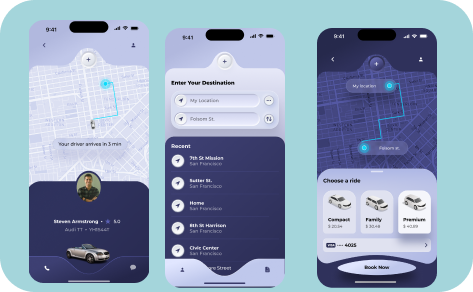 9:41
Your driver arrives in 3 min
Steven Armstrong • 5.0
Audi TT • YHI5A4T
9:41
Enter Your Destination
My Location
Folsom St.
Recent
7th St Mission
San Francisco
Sutter St.
San Francisco
Home
San Francisco
8th St Harrison
San Francisco
Civic Center
San Francisco
Street
9:41
My location
Folsom st.
Choose a ride
Compact
Family
Premium
$ 20.54
$ 30.48
$ 40.89
VISA •••• 4025
Book Now